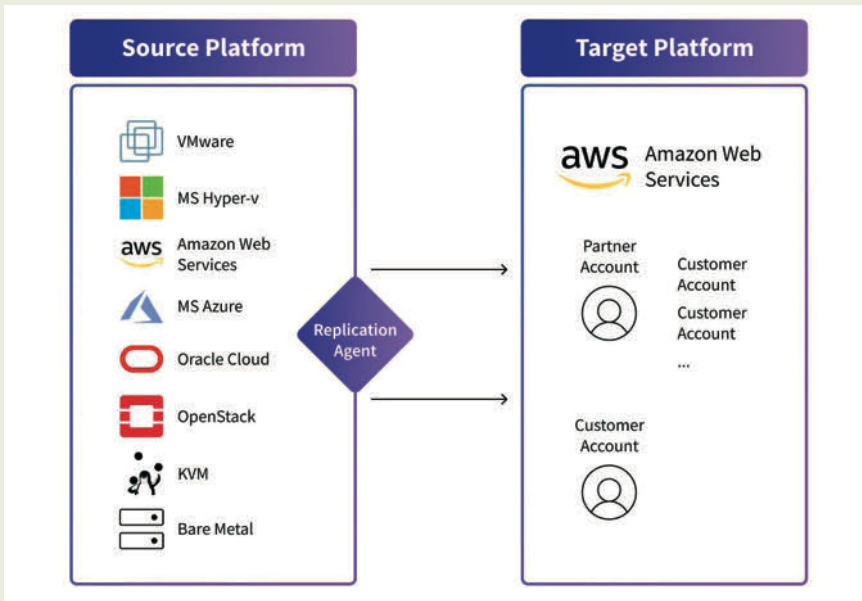 Source Platform
VMware
MS Hyper-v
aws
Amazon Web
Services
MS Azure
Oracle Cloud
OpenStack
KVM
Bare Metal
Replication
Agent
Target Platform
aws
Amazon Web
Services
Partner
Account
Customer
Account
Customer
Account
...
Customer
Account